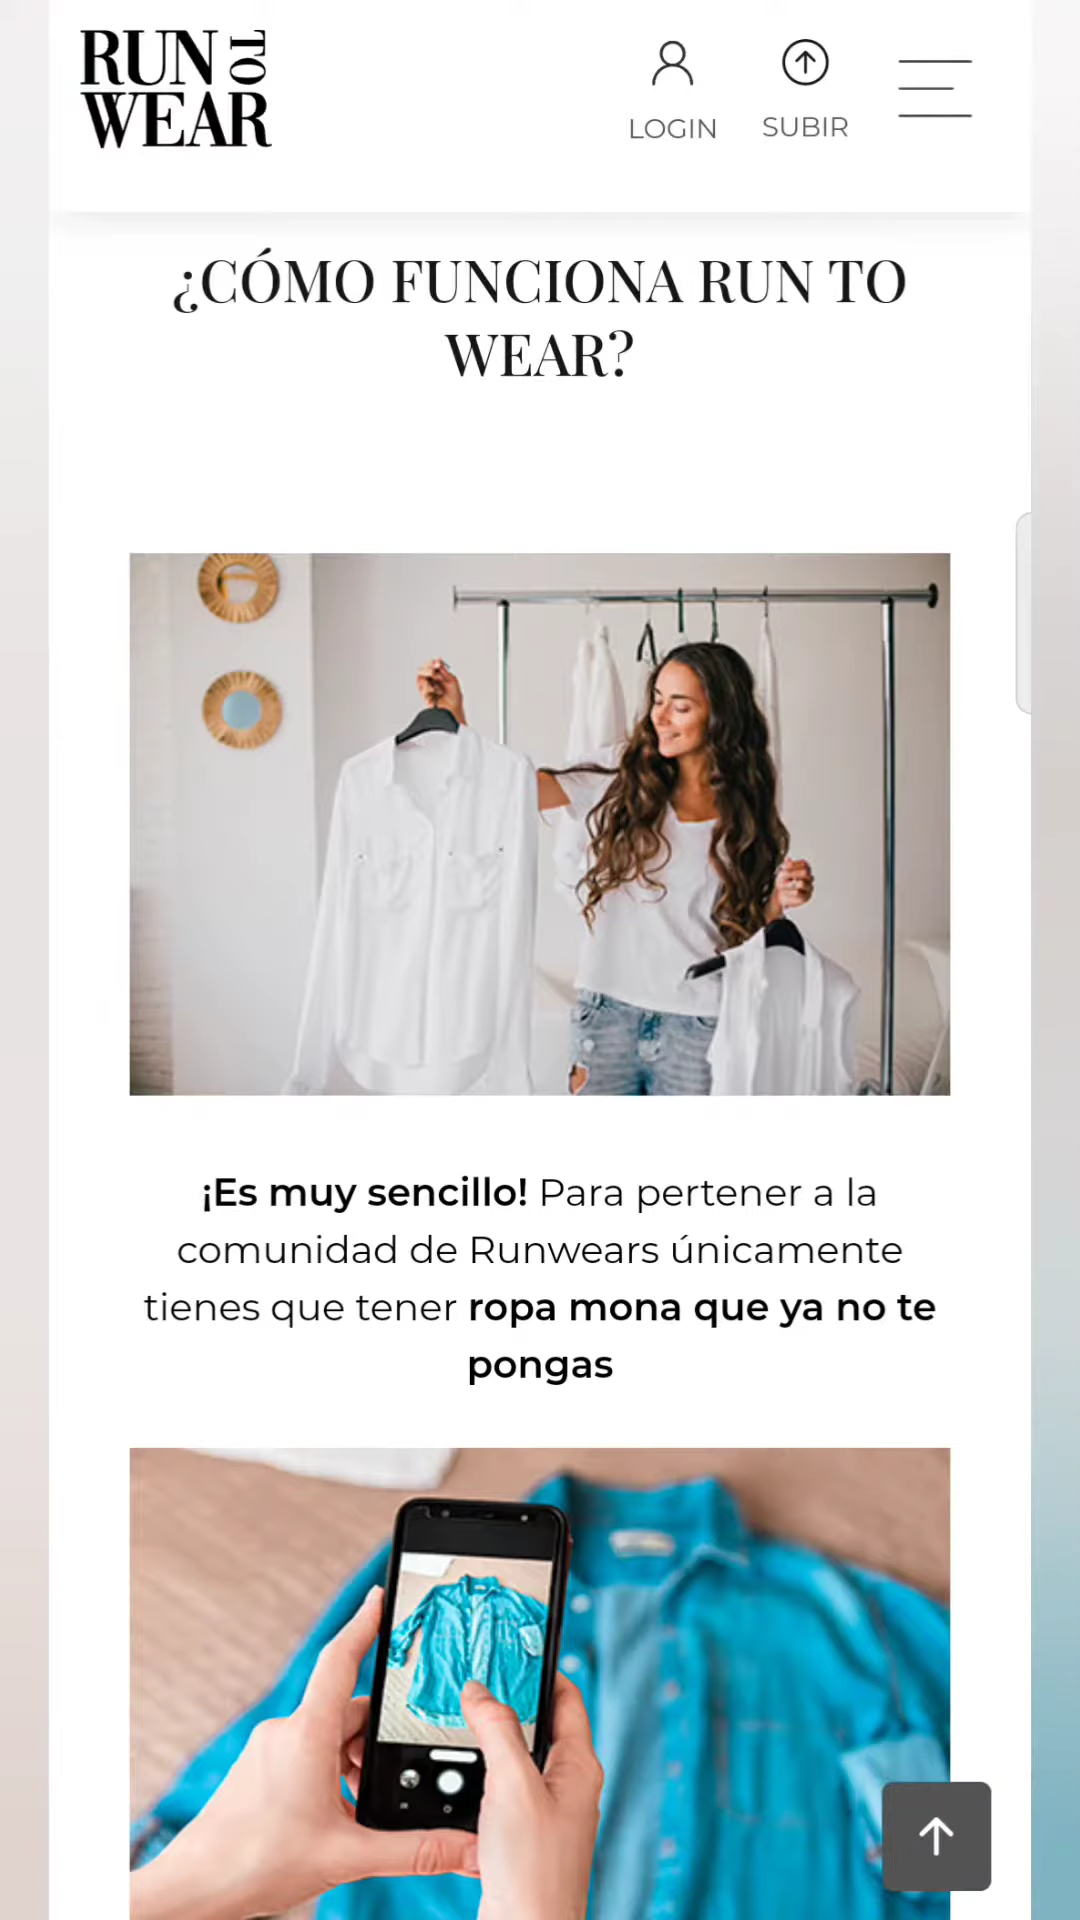 RUN TO
WEAR
LOGIN
SUBIR
¿CÓMO FUNCIONA RUN TO
WEAR?
¡Es muy sencillo! Para pertener a la
comunidad de Runwears únicamente
tienes que tener ropa mona que ya no te
pongas